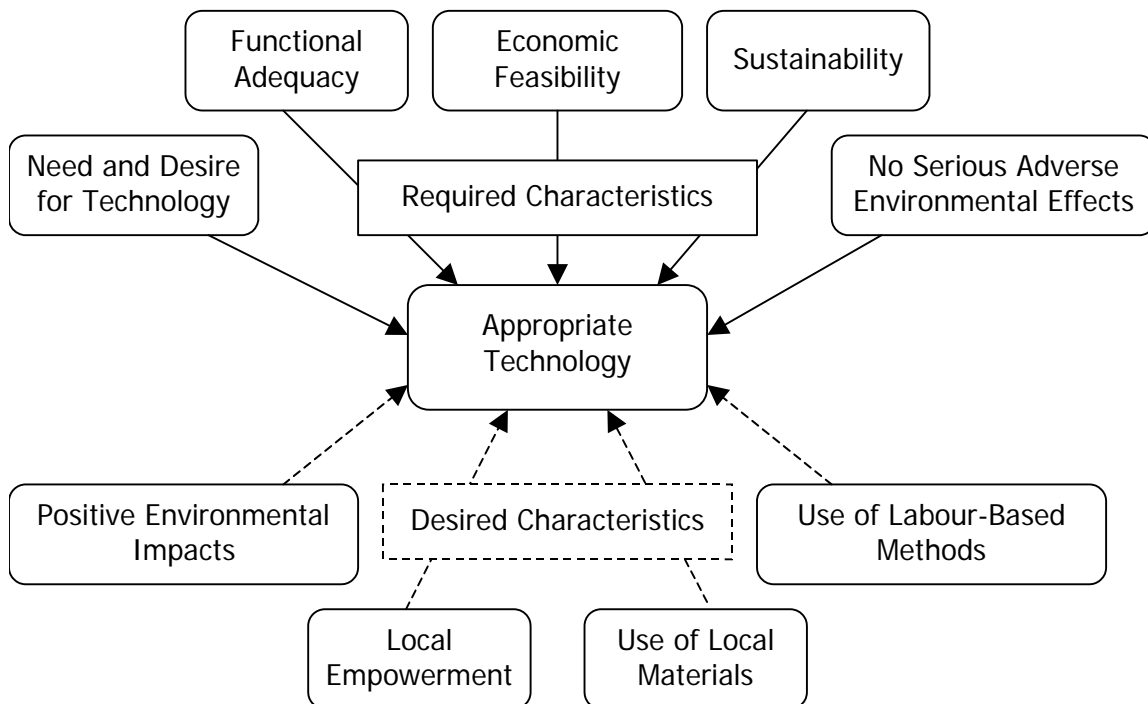 Functional
Adequacy
Economic
Feasibility
Sustainability
Need and Desire
for Technology
Required Characteristics
No Serious Adverse
Environmental Effects
Appropriate
Technology
Positive Environmental
Impacts
Desired Characteristics
Use of Labour-Based
Methods
Local
Empowerment
Use of Local
Materials